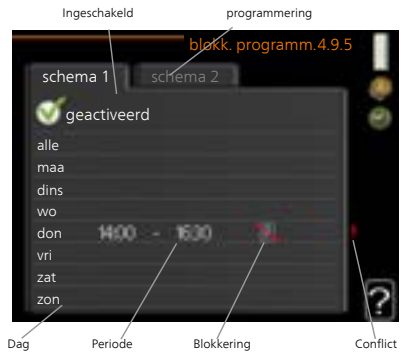 Ingeschakeld programmering
blokk. programm.4.9.5
schema 1 schema 2
geactiveerd
alle
maa
dins
wo
don 14:00 - 16:30
vri
zat
zon
?
Dag Periode Blokkering Conflict